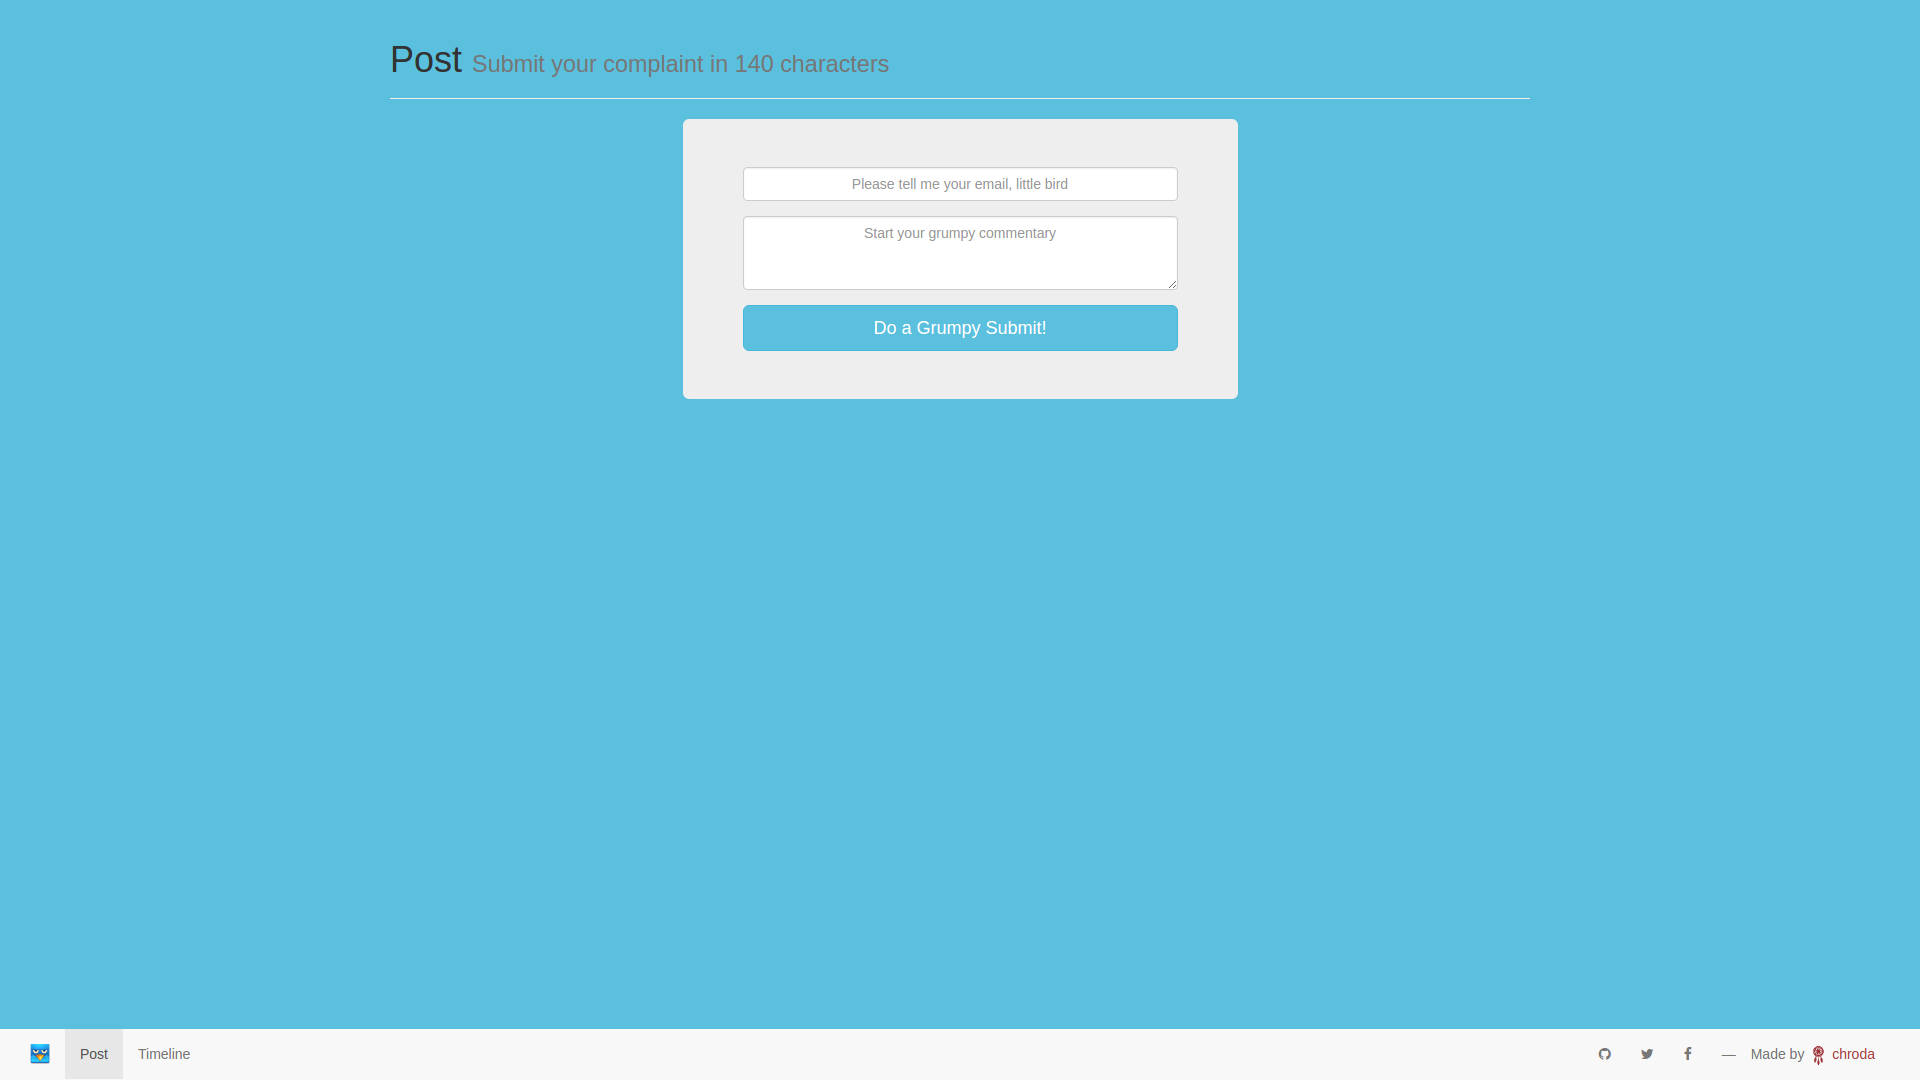 Post Submit your complaint in 140 characters
Please tell me your email, little bird
Start your grumpy commentary
Do a Grumpy Submit!
Post Timeline — Made by chroda